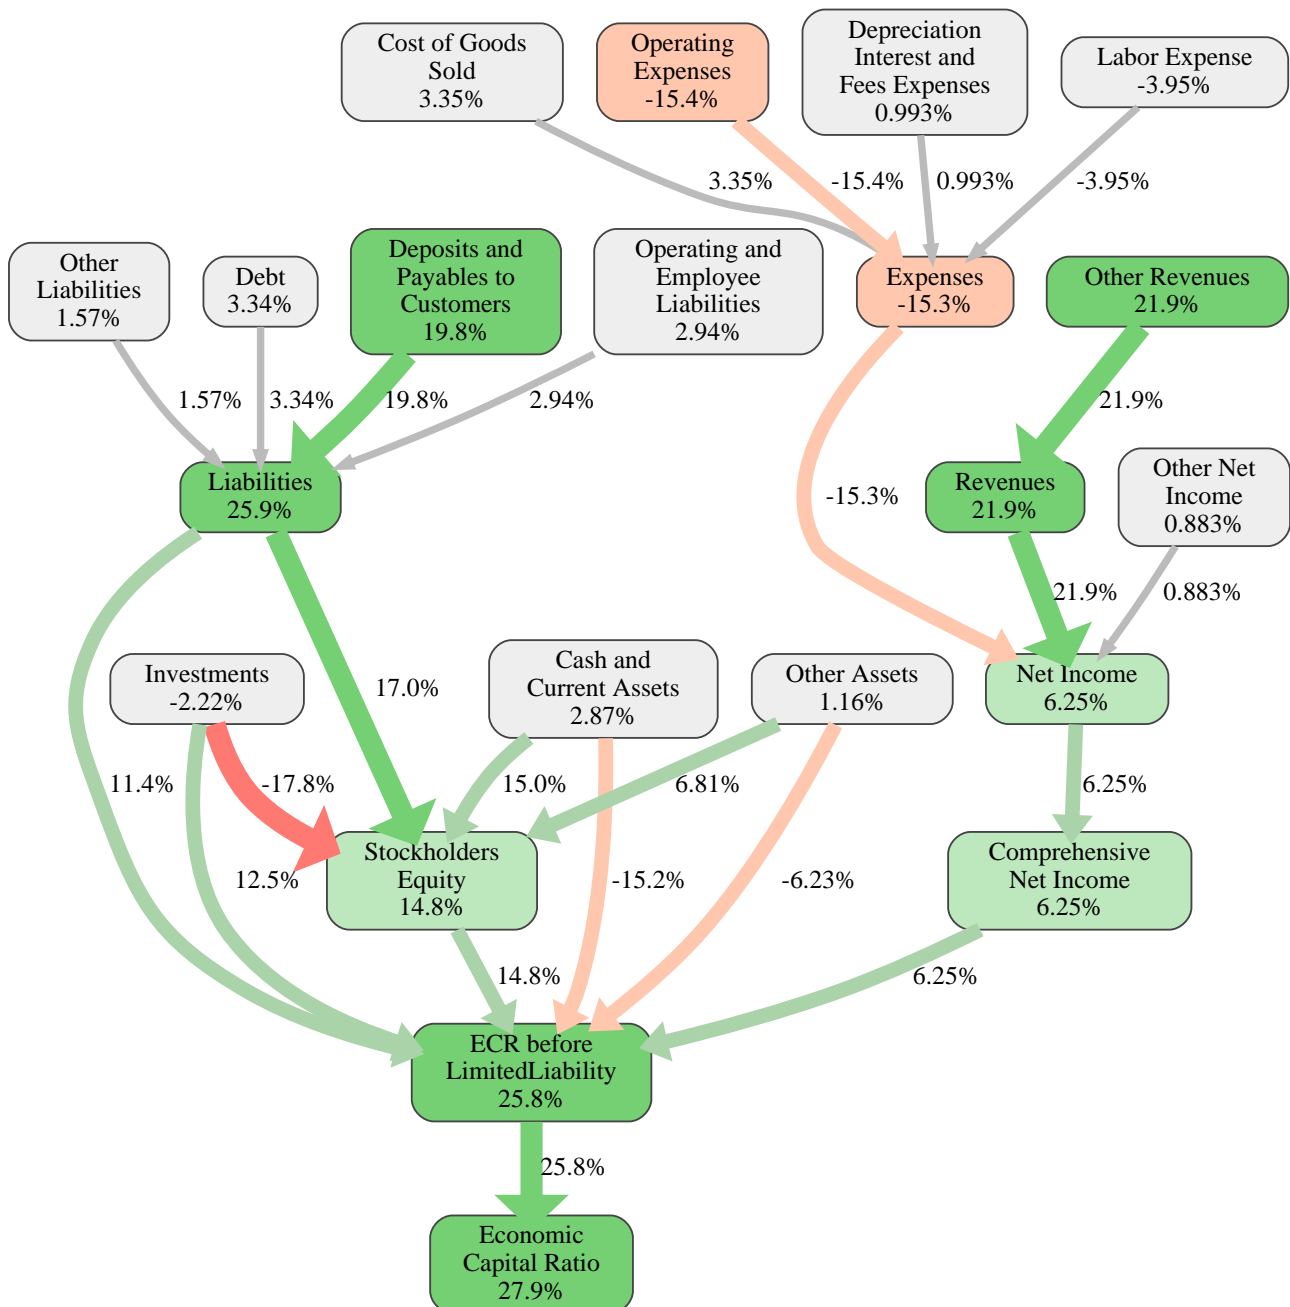 Cost of Goods
Sold
3.35%
Operating
Expenses
-15.4%
Depreciation
Interest and
Fees Expenses
0.993%
Labor Expense
-3.95%
3.35%
-15.4%
0.993%
-3.95%
Other
Liabilities
1.57%
Debt
3.34%
Deposits and
Payables to
Customers
19.8%
Operating and
Employee
Liabilities
2.94%
Expenses
-15.3%
Other Revenues
21.9%
1.57%
3.34%
19.8%
2.94%
21.9%
Liabilities
25.9%
-15.3%
Revenues
21.9%
Other Net
Income
0.883%
21.9%
0.883%
Investments
-2.22%
17.0%
Cash and
Current Assets
2.87%
Other Assets
1.16%
Net Income
6.25%
11.4%
-17.8%
15.0%
6.81%
6.25%
12.5%
Stockholders
Equity
14.8%
-15.2%
-6.23%
Comprehensive
Net Income
6.25%
14.8%
6.25%
ECR before
LimitedLiability
25.8%
25.8%
Economic
Capital Ratio
27.9%